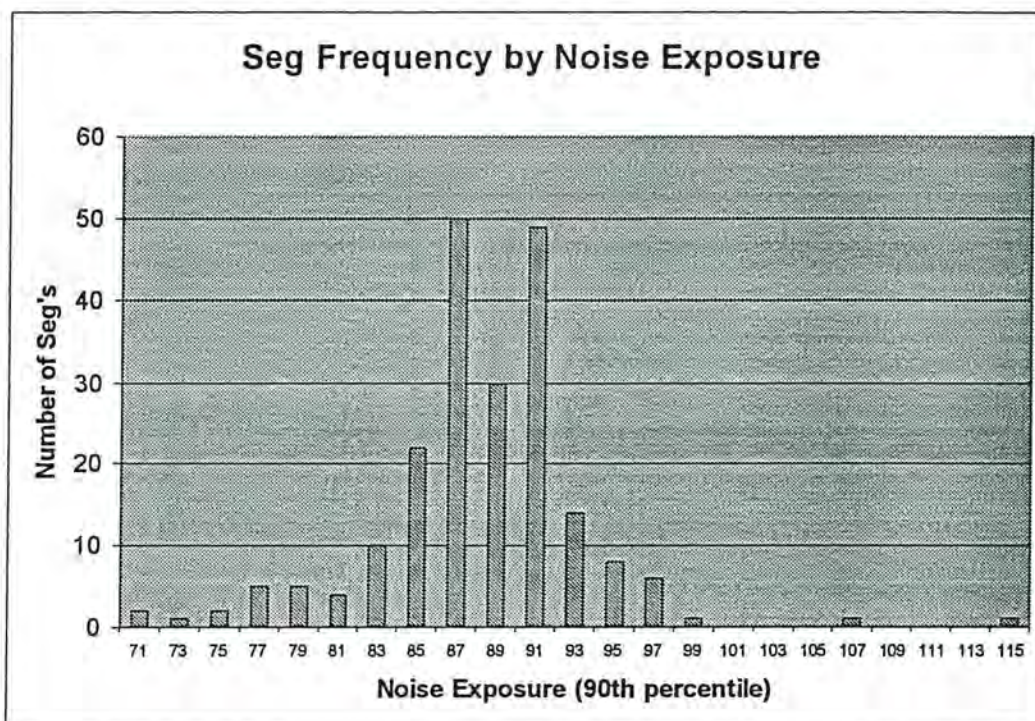 Seg Frequency by Noise Exposure
60
50
40
30
20
10
0
Number of Seg's
71 73 75 77 79 81 83 85 87 89 91 93 95 97 99 101 103 105 107 109 111 113 115
Noise Exposure (90th percentile)